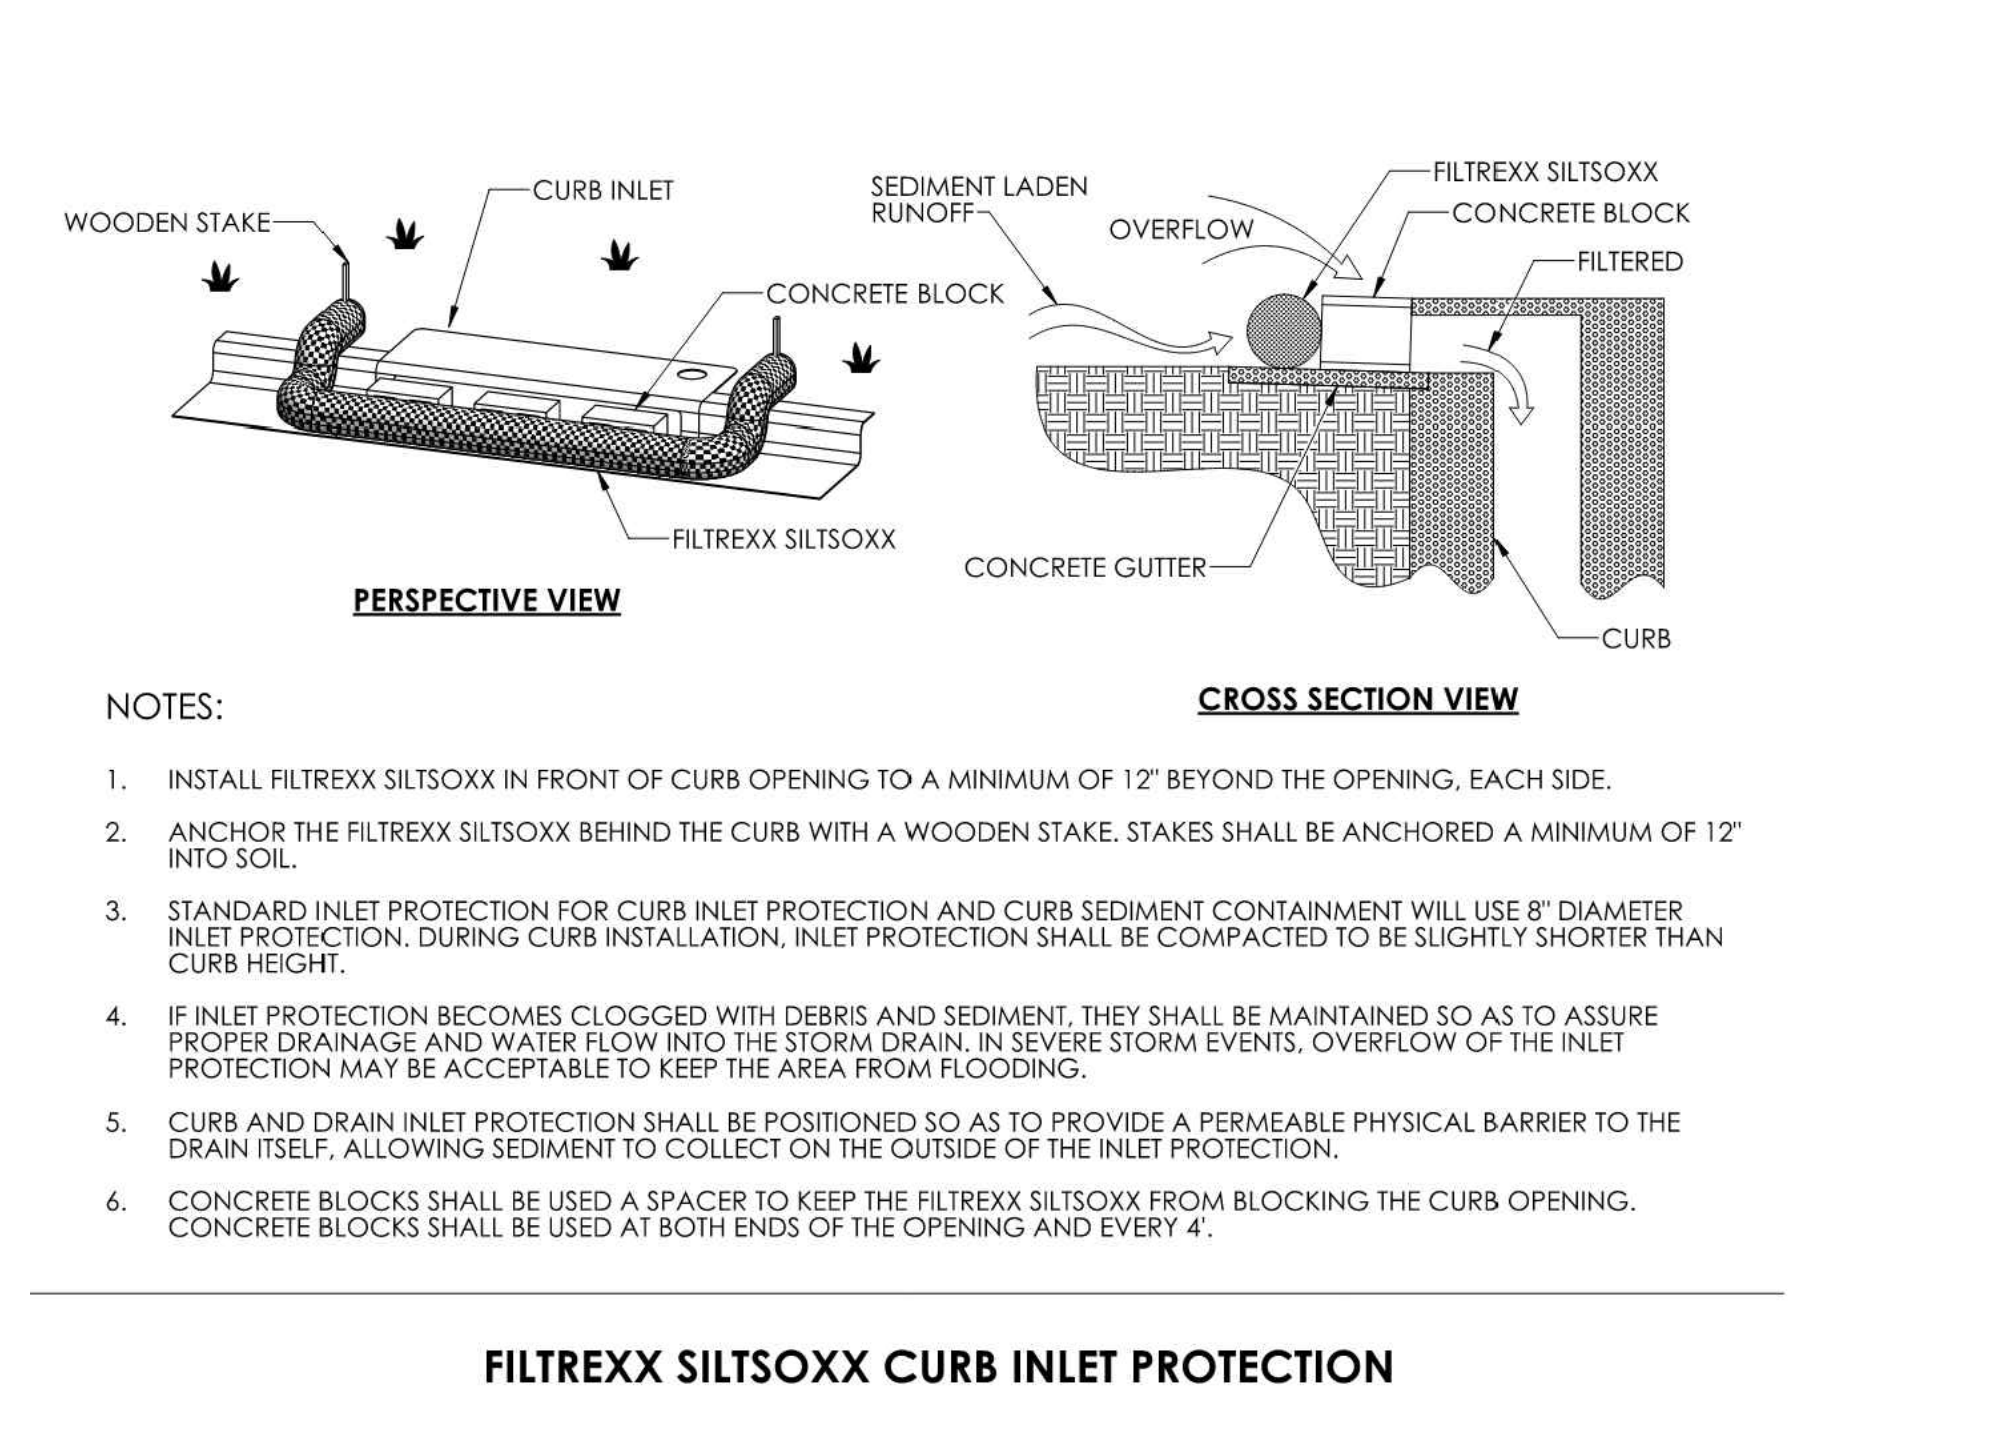 WOODEN STAKE
CURB INLET
CONCRETE BLOCK
FILTREXX SILTSOXX
PERSPECTIVE VIEW
SEDIMENT LADEN
RUNOFF
OVERFLOW
FILTREXX SILTSOXX
CONCRETE BLOCK
FILTERED
CONCRETE GUTTER
CURB
CROSS SECTION VIEW
NOTES:
1. INSTALL FILTREXX SILTSOXX IN FRONT OF CURB OPENING TO A MINIMUM OF 12" BEYOND THE OPENING, EACH SIDE.
2. ANCHOR THE FILTREXX SILTSOXX BEHIND THE CURB WITH A WOODEN STAKE. STAKES SHALL BE ANCHORED A MINIMUM OF 12"
INTO SOIL.
3. STANDARD INLET PROTECTION FOR CURB INLET PROTECTION AND CURB SEDIMENT CONTAINMENT WILL USE 8" DIAMETER
INLET PROTECTION. DURING CURB INSTALLATION, INLET PROTECTION SHALL BE COMPACTED TO BE SLIGHTLY SHORTER THAN
CURB HEIGHT.
4. IF INLET PROTECTION BECOMES CLOGGED WITH DEBRIS AND SEDIMENT, THEY SHALL BE MAINTAINED SO AS TO ASSURE
PROPER DRAINAGE AND WATER FLOW INTO THE STORM DRAIN. IN SEVERE STORM EVENTS, OVERFLOW OF THE INLET
PROTECTION MAY BE ACCEPTABLE TO KEEP THE AREA FROM FLOODING.
5. CURB AND DRAIN INLET PROTECTION SHALL BE POSITIONED SO AS TO PROVIDE A PERMEABLE PHYSICAL BARRIER TO THE
DRAIN ITSELF, ALLOWING SEDIMENT TO COLLECT ON THE OUTSIDE OF THE INLET PROTECTION.
6. CONCRETE BLOCKS SHALL BE USED A SPACER TO KEEP THE FILTREXX SILTSOXX FROM BLOCKING THE CURB OPENING.
CONCRETE BLOCKS SHALL BE USED AT BOTH ENDS OF THE OPENING AND EVERY 4'.
FILTREXX SILTSOXX CURB INLET PROTECTION